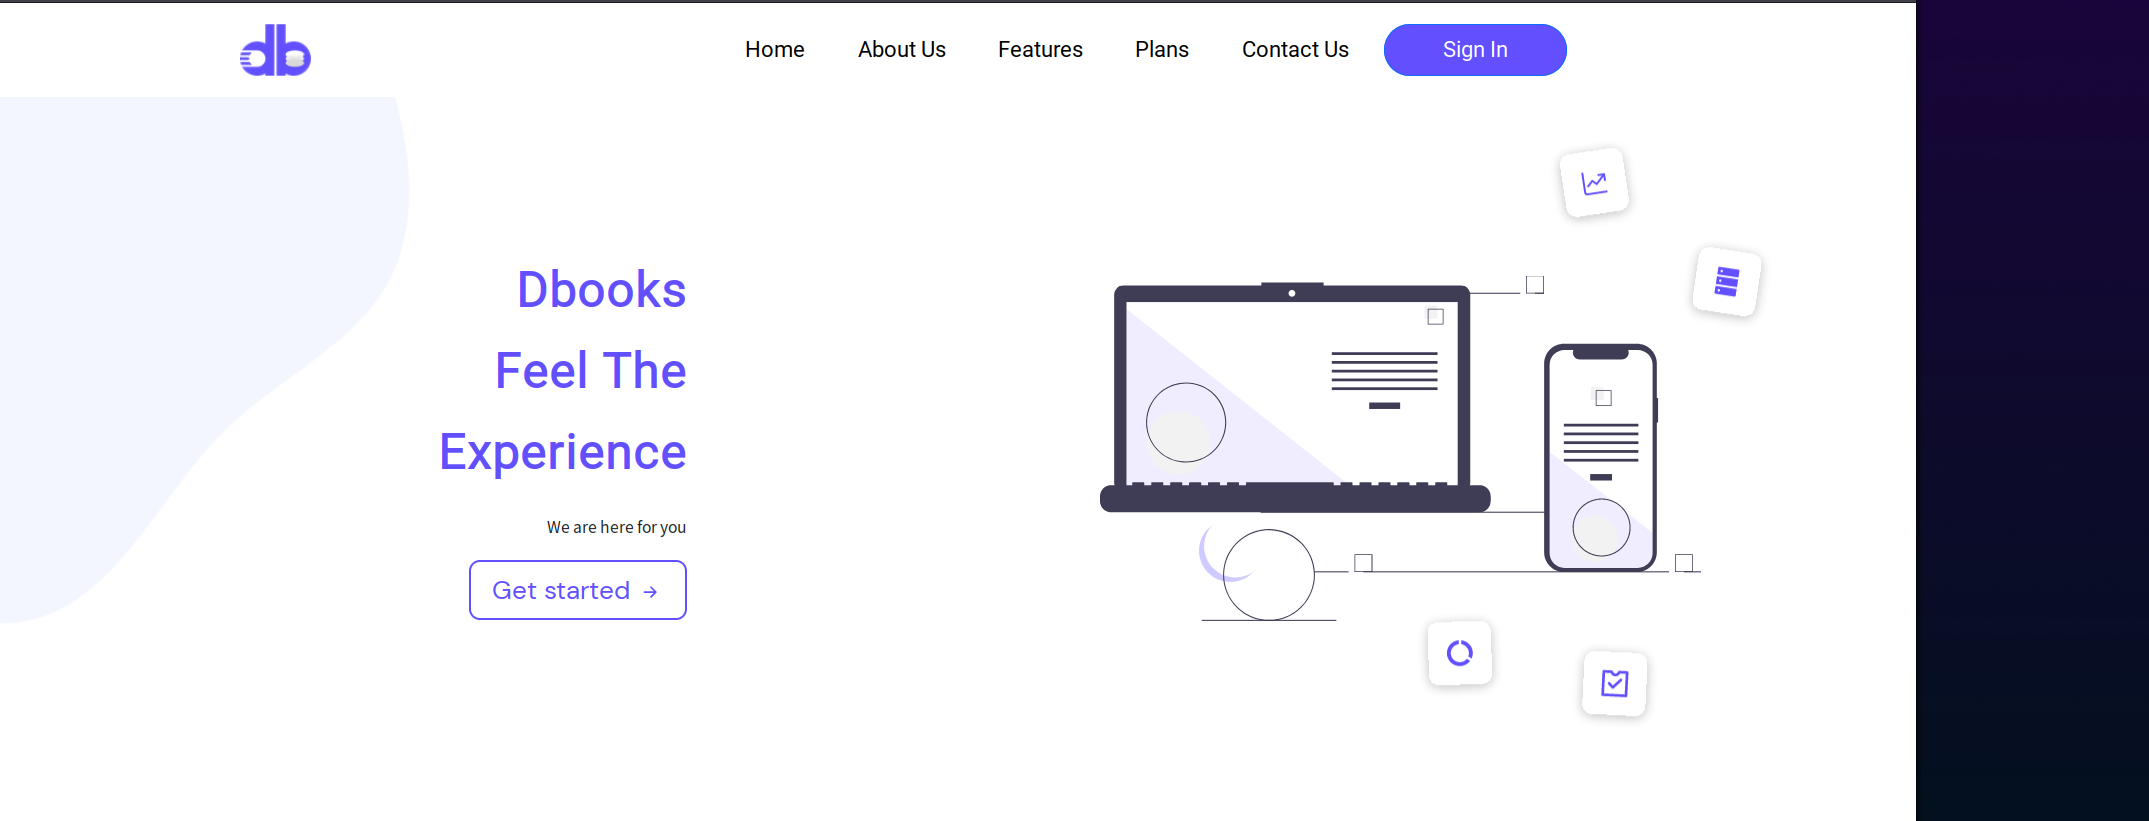 db
Home
About Us
Features
Plans
Contact Us
Sign In
Dbooks
Feel The
Experience
We are here for you
Get started →